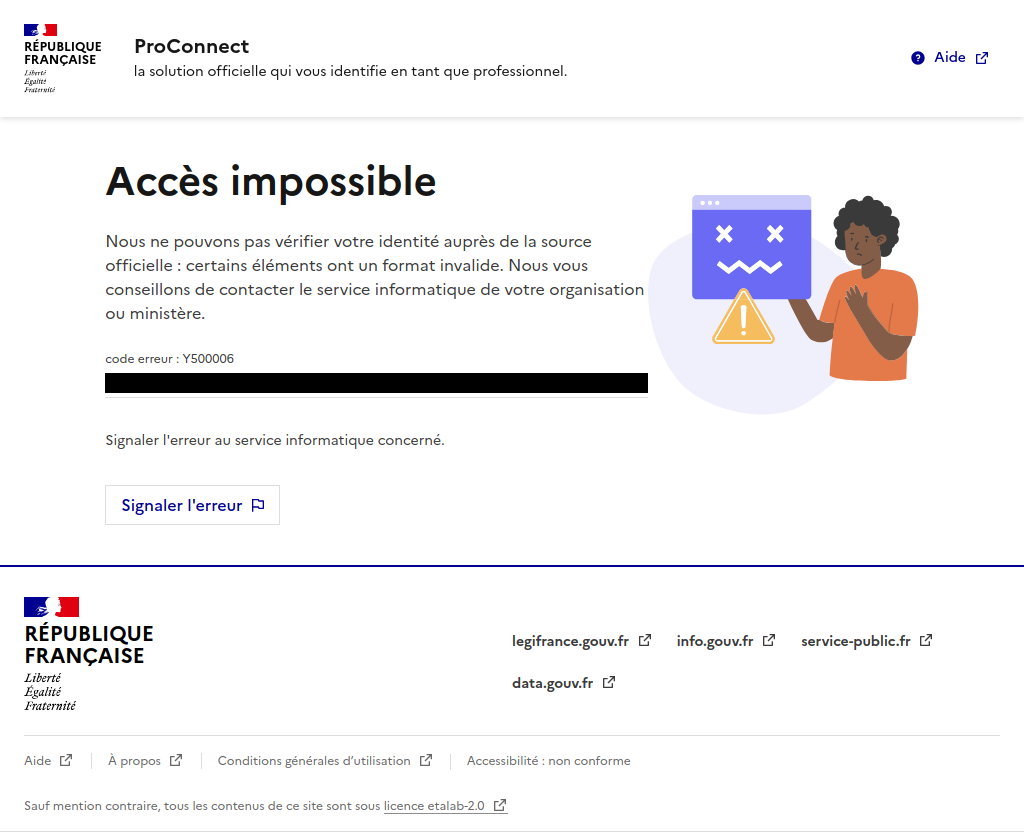 RÉPUBLIQUE
FRANÇAISE
Liberté
Égalité
Fraternité
ProConnect
la solution officielle qui vous identifie en tant que professionnel.
Aide
Accès impossible
Nous ne pouvons pas vérifier votre identité auprès de la source
officielle : certains éléments ont un format invalide. Nous vous
conseillons de contacter le service informatique de votre organisation
ou ministère.
code erreur : Y500006
Signaler l'erreur au service informatique concerné.
Signaler l'erreur
RÉPUBLIQUE
FRANÇAISE
Liberté
Égalité
Fraternité
legifrance.gouv.fr info.gouv.fr service-public.fr
data.gouv.fr
Aide À propos Conditions générales d’utilisation Accessibilité : non conforme
Sauf mention contraire, tous les contenus de ce site sont sous licence etalab-2.0